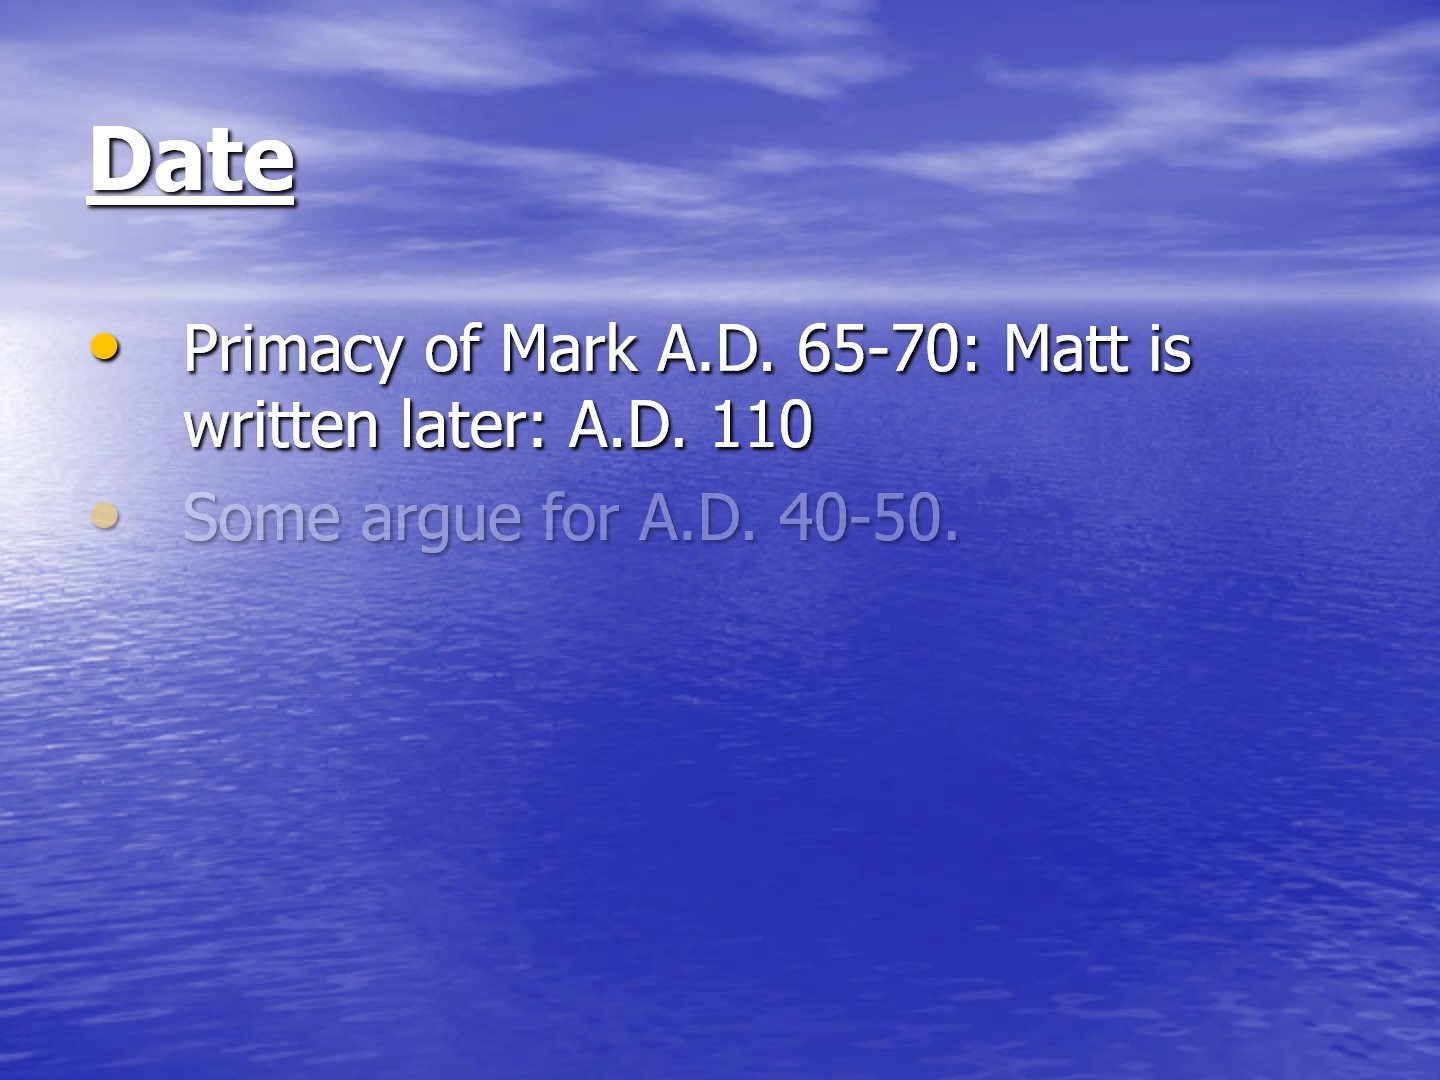 Date
• Primacy of Mark A.D. 65-70: Matt is
written later: A.D. 110
• Some argue for A.D. 40-50.